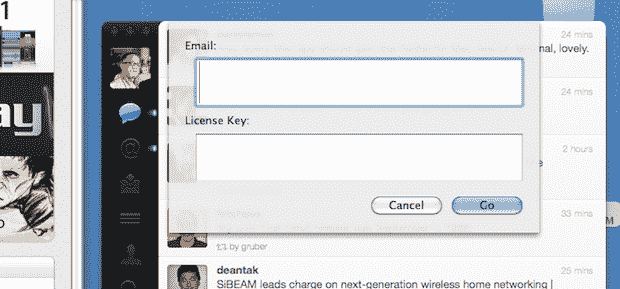 1
24 mins
Email:
nal, lovely.
24 mins
License Key:
2 hours
Cancel
Go
33 mins
by gruber
deantak
25 mins
SiBEAM leads charge on next-generation wireless home networking |